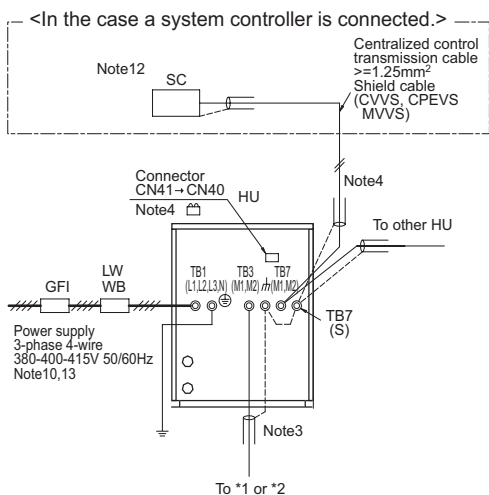 <In the case a system controller is connected.>
Centralized control
transmission cable
>=1.25mm²
Shield cable
(CVVS, CPEVS
MVVS)
Note12
SC
Connector
CN41→CN40
Note4
HU
Note4
To other HU
TB1
(L1,L2,L3,N)
TB3
(M1,M2)
TB7
(M1,M2)
GFI
LW
WB
TB7
(S)
Power supply
3-phase 4-wire
380-400-415V 50/60Hz
Note10,13
Note3
To *1 or *2